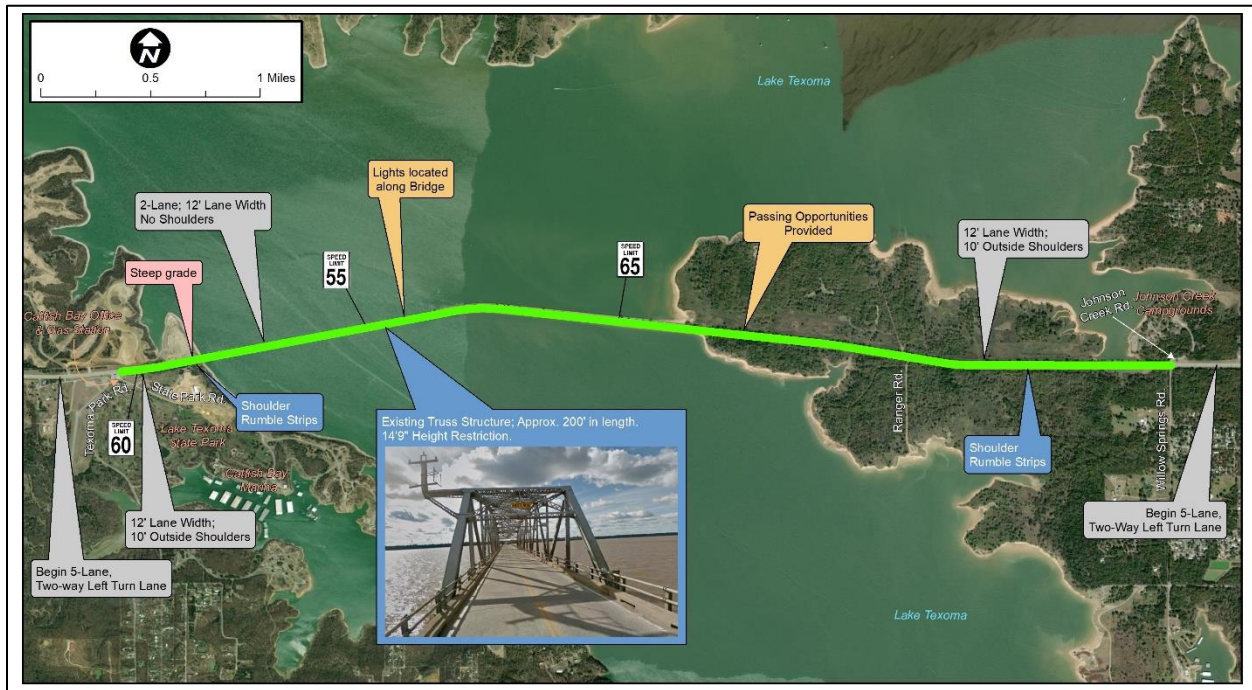 N
0 0.5 1 Miles
Lake Texoma
Lights located
along Bridge
2-Lane; 12' Lane Width
No Shoulders
SPEED
LIMIT
55
SPEED
LIMIT
65
Passing Opportunities
Provided
12' Lane Width;
10' Outside Shoulders
Steep grade
Johnson
Creek Rd.
Johnson Creek
Campgrounds
Catfish Bay Office
& Gas Station
Texoma Park Rd.
State Park Rd.
SPEED
LIMIT
60
Lake Texoma
State Park
Shoulder
Rumble Strips
Catfish Bay
Marina
Existing Truss Structure; Approx. 200' in length.
14'9" Height Restriction.
Ranger Rd.
Shoulder
Rumble Strips
Willow Springs Rd.
12' Lane Width;
10' Outside Shoulders
Begin 5-Lane,
Two-way Left Turn Lane
Begin 5-Lane,
Two-Way Left Turn Lane
Lake Texoma